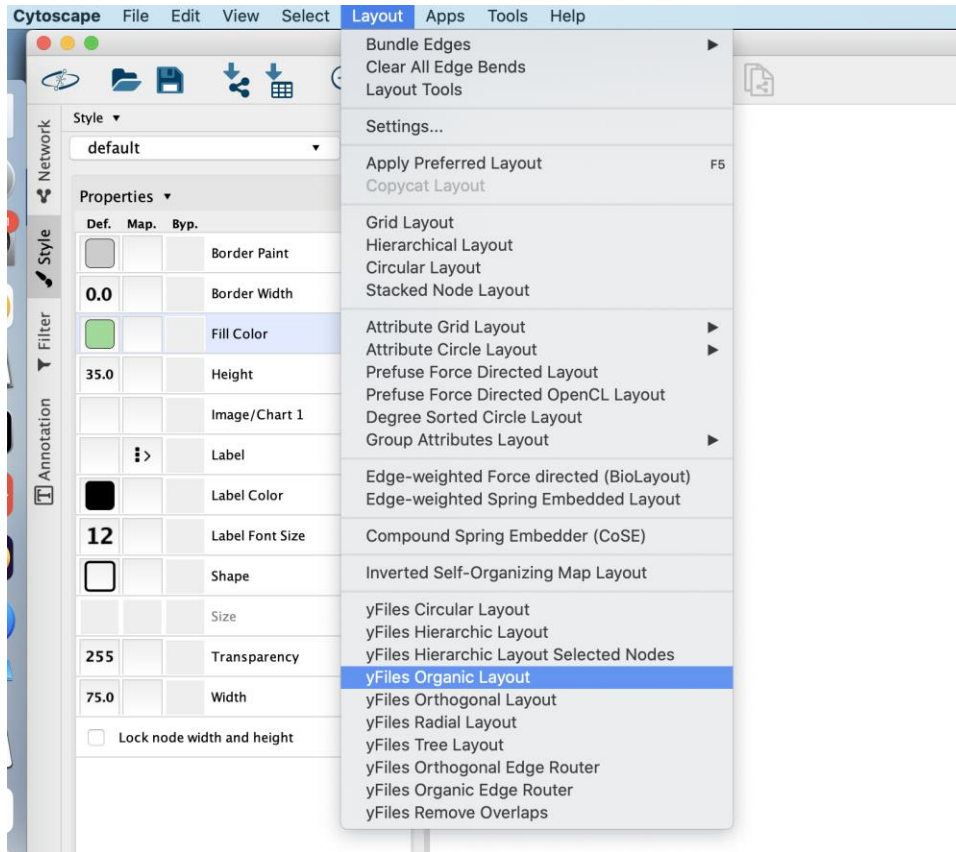 Cytoscape File Edit View Select Layout Apps Tools Help
Bundle Edges
Clear All Edge Bends
Layout Tools
Settings...
Apply Preferred Layout F5
Copycat Layout
Grid Layout
Hierarchical Layout
Circular Layout
Stacked Node Layout
Attribute Grid Layout
Attribute Circle Layout
Prefuse Force Directed Layout
Prefuse Force Directed OpenCL Layout
Degree Sorted Circle Layout
Group Attributes Layout
Edge-weighted Force directed (BioLayout)
Edge-weighted Spring Embedded Layout
Compound Spring Embedder (CoSE)
Inverted Self-Organizing Map Layout
yFiles Circular Layout
yFiles Hierarchic Layout
yFiles Hierarchic Layout Selected Nodes
yFiles Organic Layout
yFiles Orthogonal Layout
yFiles Radial Layout
yFiles Tree Layout
yFiles Orthogonal Edge Router
yFiles Organic Edge Router
yFiles Remove Overlaps
Network
Style
Filter
Annotation
Style
default
Properties
Def. Map. Byp.
Border Paint
0.0 Border Width
Fill Color
35.0 Height
Image/Chart 1
Label
Label Color
12 Label Font Size
Shape
Size
255 Transparency
75.0 Width
Lock node width and height